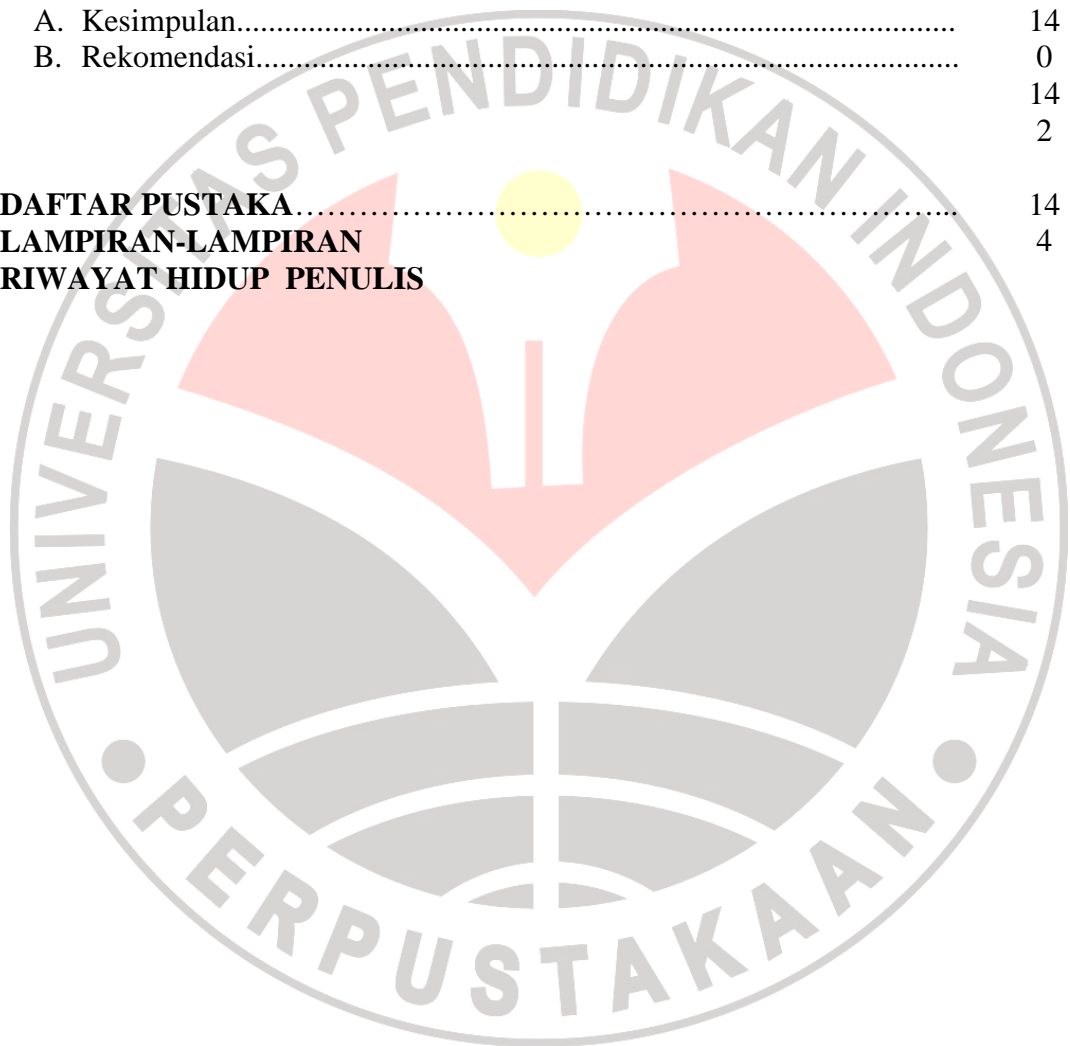 A. Kesimpulan.......................................................................................... 14
B. Rekomendasi........................................................................................ 0
14
2
DAFTAR PUSTAKA……………………………………………………………... 14
LAMPIRAN-LAMPIRAN 4
RIWAYAT HIDUP PENULIS
UNIVERSITAS PENDIDIKAN INDONESIA
PERPUSTAKAAN